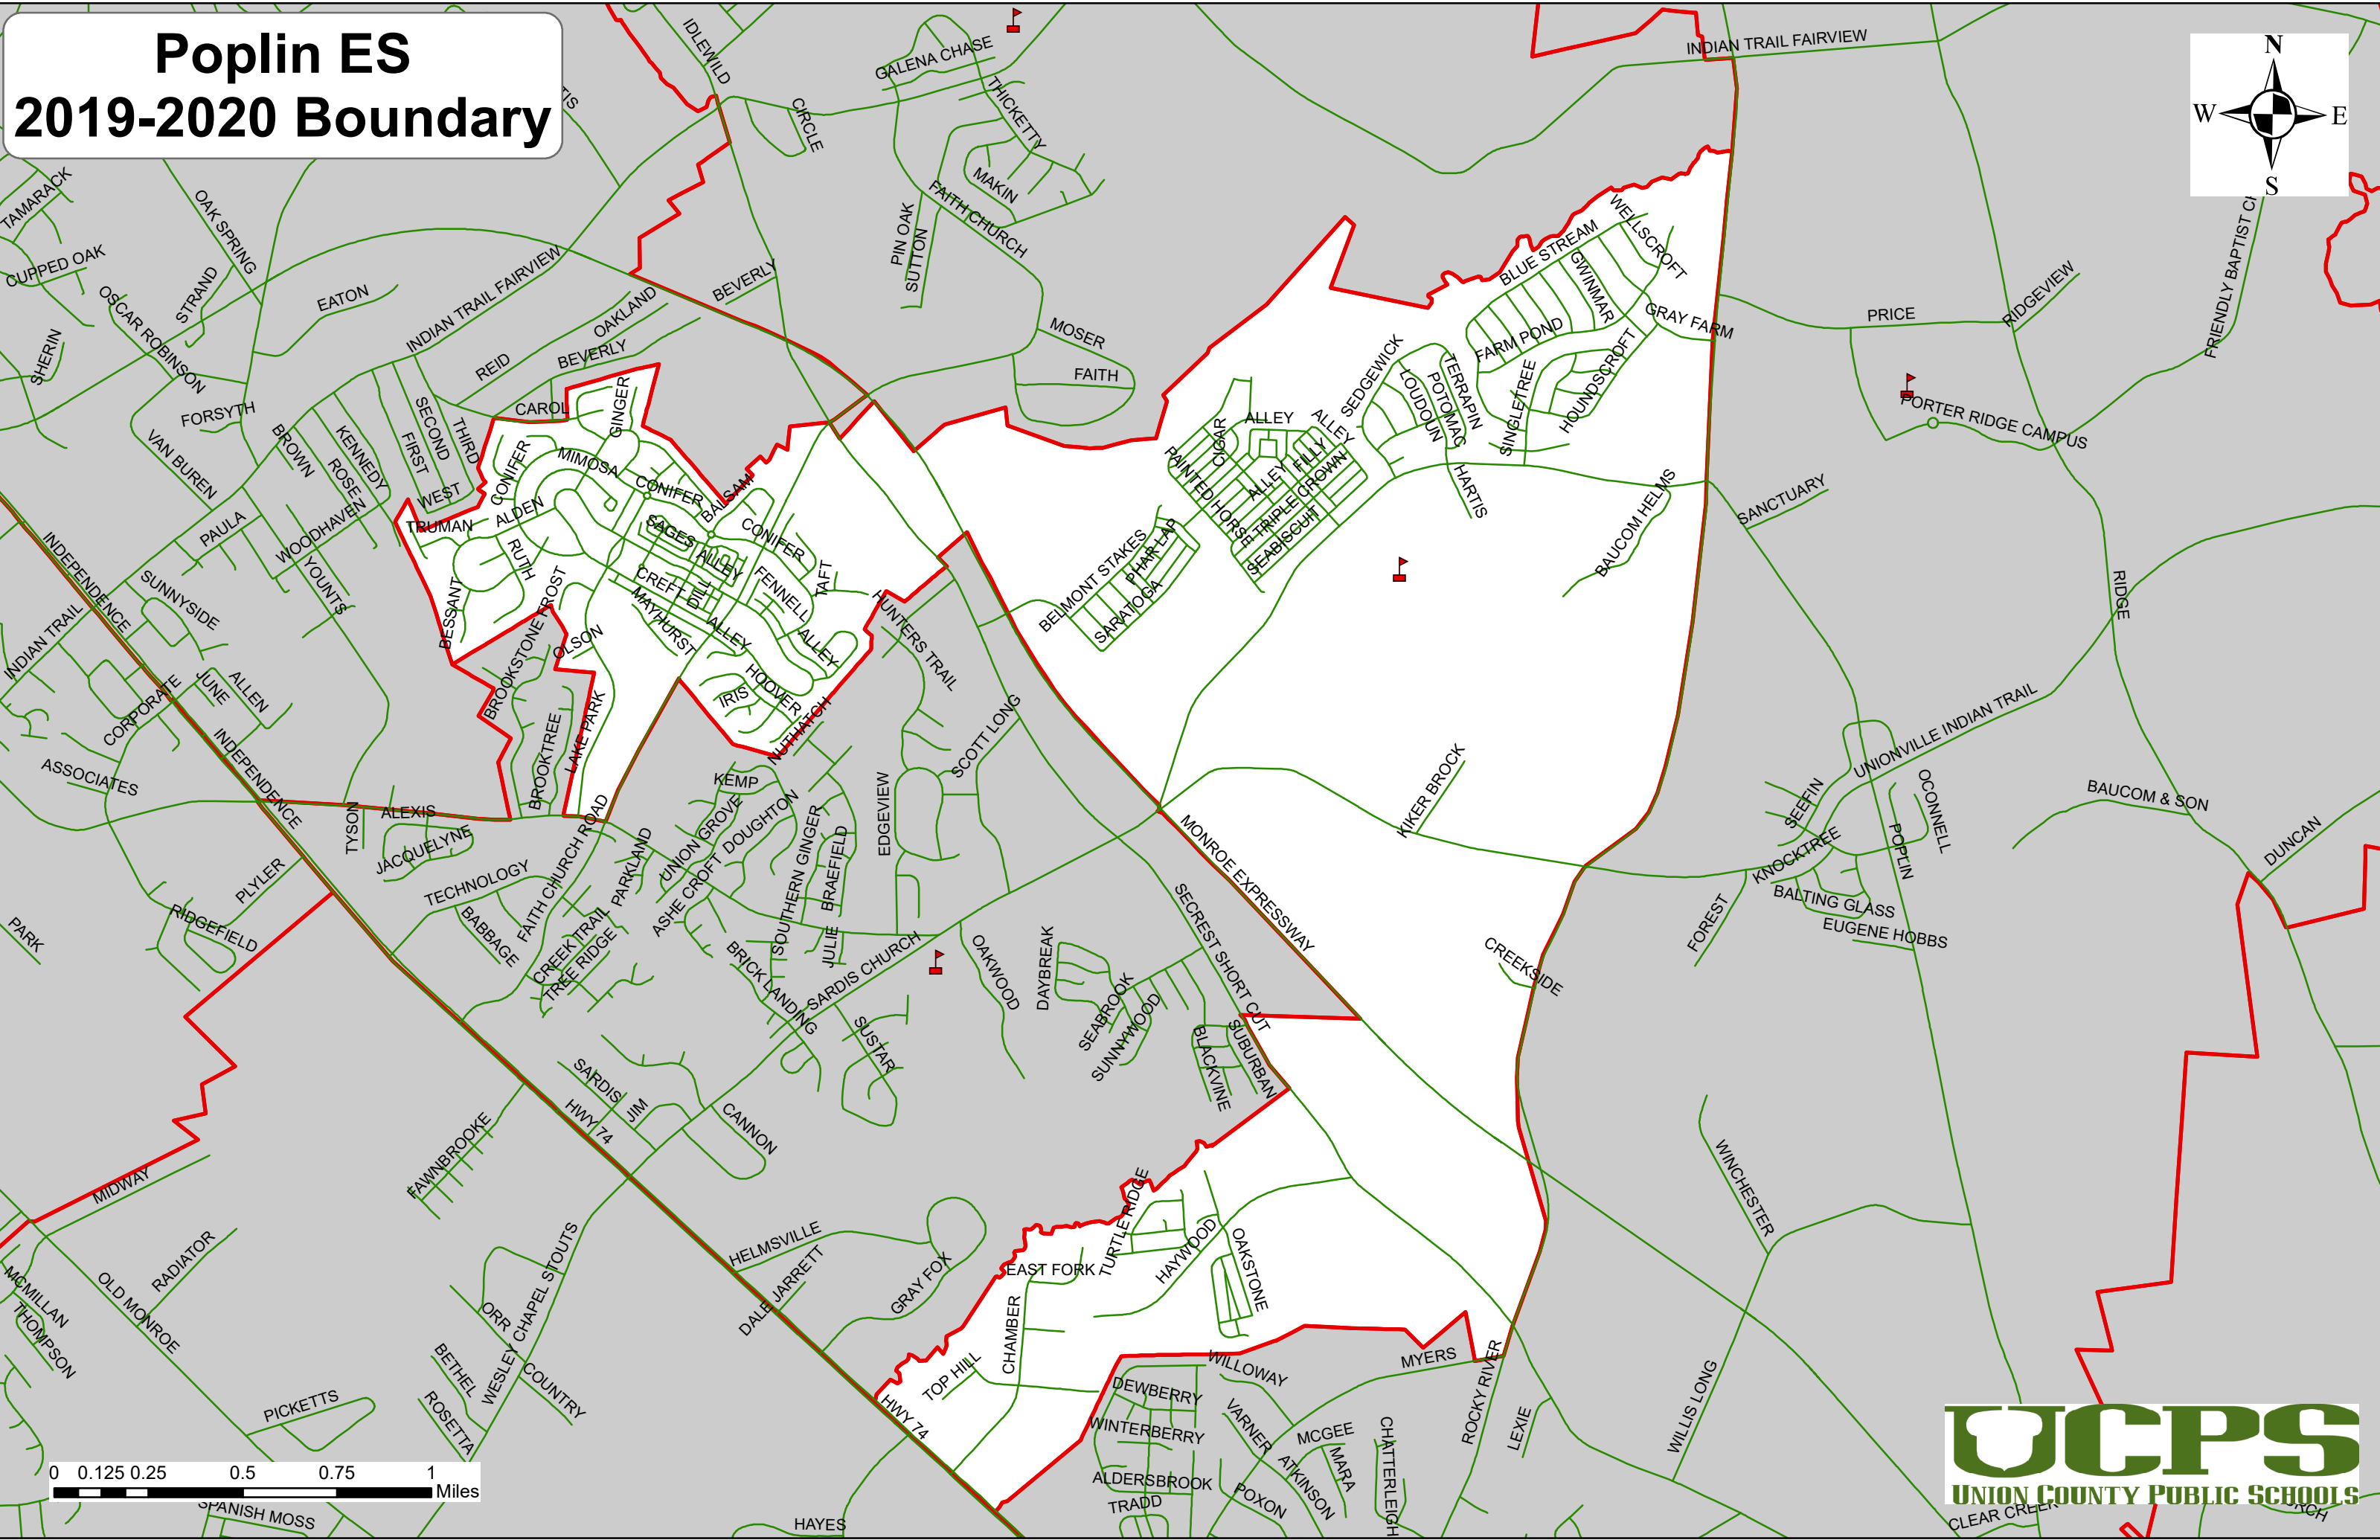 Poplin ES
2019-2020 Boundary
N
W
E
S
IDLEWILD
GALENA CHASE
THICKETTY
CIRCLE
MAKIN
FAITH CHURCH
PIN OAK
SUTTON
INDIAN TRAIL FAIRVIEW
TAMARACK
OAK SPRING
CUPPED OAK
STRAND
OSCAR ROBINSON
EATON
INDIAN TRAIL FAIRVIEW
SHERIN
REID
OAKLAND
BEVERLY
BEVERLY
MOSER
FAITH
WELLSCROFT
BLUE STREAM
GWINMAR
GRAY FARM
FARM POND
HOUNDSCROFT
SINGLETREE
PRICE
RIDGEVIEW
FRIENDLY BAPTIST
PORTER RIDGE CAMPUS
FORSYTH
VAN BUREN
BROWN
KENNEDY
ROSE
FIRST
SECOND
THIRD
WEST
CAROL
GINGER
CONIFER
MIMOSA
CONIFER
BALSAM
CONIFER
ALDEN
TRUMAN
RUTH
BESSANT
FROST
BROOKSTONE
OLSON
SAGES
ALLEY
CREFT
DILL
MAYHURST
ALLEY
FENNELL
TAFT
ALLEY
HOOVER
IRIS
NUTHATCH
HUNTERS TRAIL
SEDGEWICK
LOUDOUN
POTOMAC
TERRAPIN
HARTIS
ALLEY
ALLEY
CIGAR
FILLY
ALLEY
TRIPLE CROWN
PAINTED HORSE
SEABISCUIT
BELMONT STAKES
PHAR LAP
SARATOGA
BAUCOM HELMS
SANCTUARY
RIDGE
PAULA
WOODHAVEN
YOUNTS
INDEPENDENCE
SUNNYSIDE
INDIAN TRAIL
JUNE
ALLEN
CORPORATE
INDEPENDENCE
ASSOCIATES
BROOKTREE
LAKE PARK
TYSON
ALEXIS
JACQUELYNE
TECHNOLOGY
BABBAGE
FAITH CHURCH ROAD
PLYLER
RIDGEFIELD
PARK
KEMP
UNION GROVE
DOUGHTON
ASHE CROFT
PARKLAND
CREEK TRAIL
TREE RIDGE
SOUTHERN GINGER
BRAEFIELD
JULIE
EDGEVIEW
SCOTT LONG
BRICK LANDING
SARDIS CHURCH
SUSTAR
OAKWOOD
DAYBREAK
SEABROOK
SUNNYWOOD
SECREST SHORT CUT
MONROE EXPRESSWAY
SUBURBAN
BLACKVINE
KIKER BROCK
CREEKSIDE
UNIONVILLE INDIAN TRAIL
SEEFIN
OCONNELL
POPLIN
KNOCKTREE
BALTING GLASS
EUGENE HOBBS
FOREST
BAUCOM & SON
DUNCAN
SARDIS
JIM
HWY 74
CANNON
FAWNBROOKE
MIDWAY
RADIATOR
OLD MONROE
MCMILLAN
THOMPSON
HELMSVILLE
DALE JARRETT
GRAY FOX
WESLEY CHAPEL STOUTS
ORR
BETHEL
COUNTRY
ROSETTA
PICKETTS
SPANISH MOSS
HAYES
TURTLE RIDGE
HAYWOOD
OAKSTONE
EAST FORK
CHAMBER
TOP HILL
HWY 74
DEWBERRY
WILLOWAY
WINTERBERRY
VARNER
MCGEE
MARA
ATKINSON
POXON
ALDERSBROOK
TRADD
CHATTERLEIGH
MYERS
ROCKY RIVER
LEXIE
WILLIS LONG
WINCHESTER
CLEAR CREEK
0 0.125 0.25 0.5 0.75 1
Miles
UCPS
UNION COUNTY PUBLIC SCHOOLS